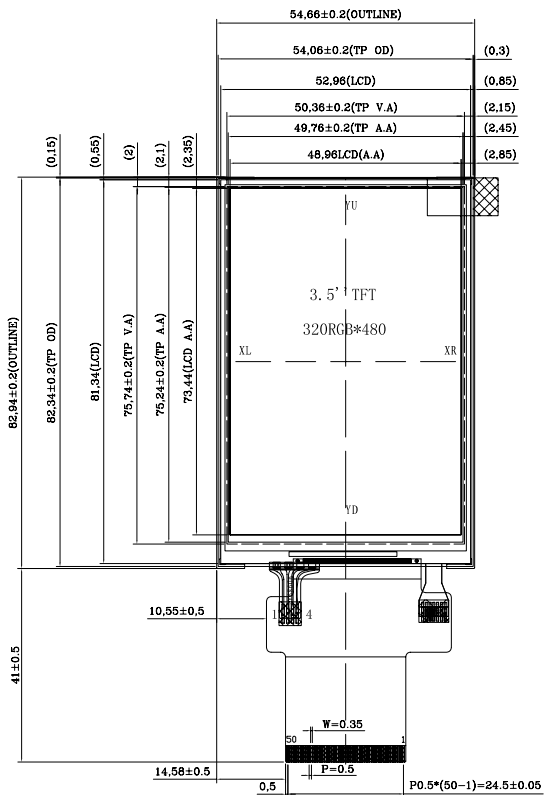 54,66±0.2(OUTLINE)
54,06±0.2(TP OD)
(0,3)
52,96(LCD)
(0,85)
50,36±0.2(TP V.A)
(2,15)
49,76±0.2(TP A.A)
(2,45)
48,96LCD(A.A)
(2,85)
(0,15)
(0,55)
(2)
(2,1)
(2,35)
YU
3.5''TFT
320RGB*480
XL
XR
YD
82,94±0.2(OUTLINE)
82,34±0.2(TP OD)
81,34(LCD)
75,74±0.2(TP V.A)
75,24±0.2(TP A.A)
73,44(LCD A.A)
10,55±0,5
1
4
41±0.5
W=0.35
50
1
14,58±0.5
P=0.5
0,5
P0.5*(50-1)=24.5±0.05